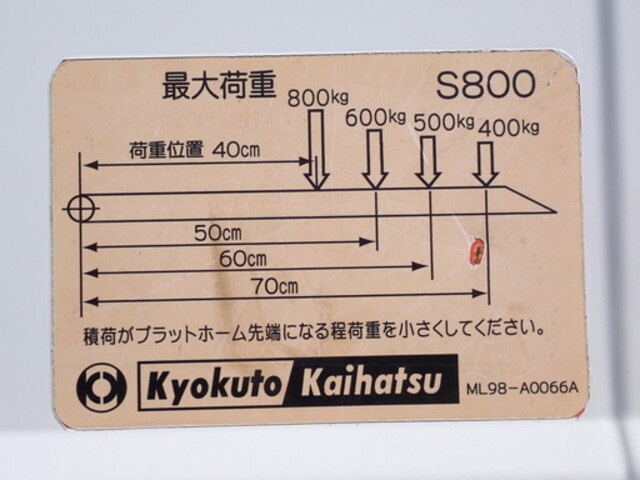 最大荷重 S800
800kg
600kg
500kg
400kg
荷重位置 40cm
50cm
60cm
70cm
積荷がプラットホーム先端になる程荷重を小さくしてください。
Kyokuto Kaihatsu ML98-A0066A